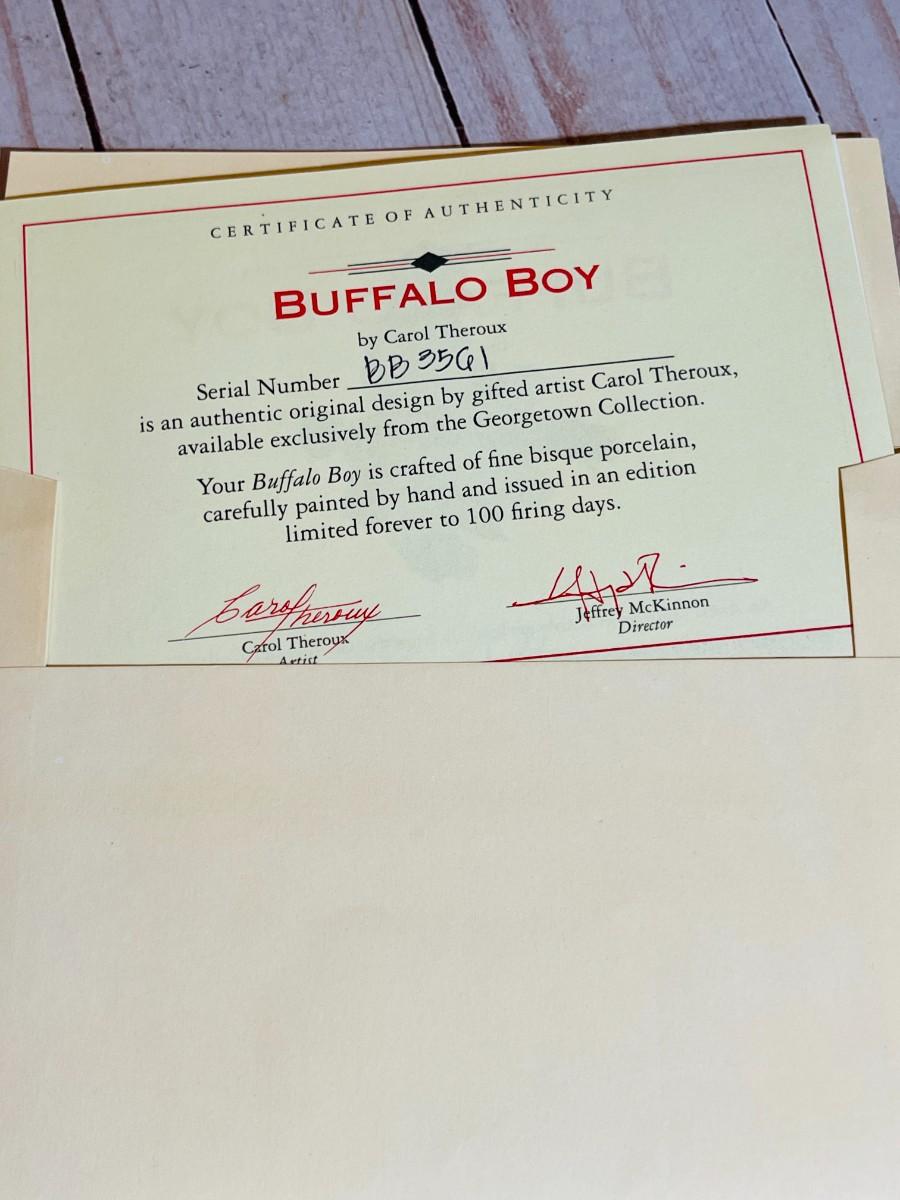 CERTIFICATE OF AUTHENTICITY
BUFFALO BOY
by Carol Theroux
Serial Number BB 3561
is an authentic original design by gifted artist Carol Theroux,
available exclusively from the Georgetown Collection.
Your Buffalo Boy is crafted of fine bisque porcelain,
carefully painted by hand and issued in an edition
limited forever to 100 firing days.
Carol Theroux
Carol Theroux
Artist
Jeffrey McKinnon
Director